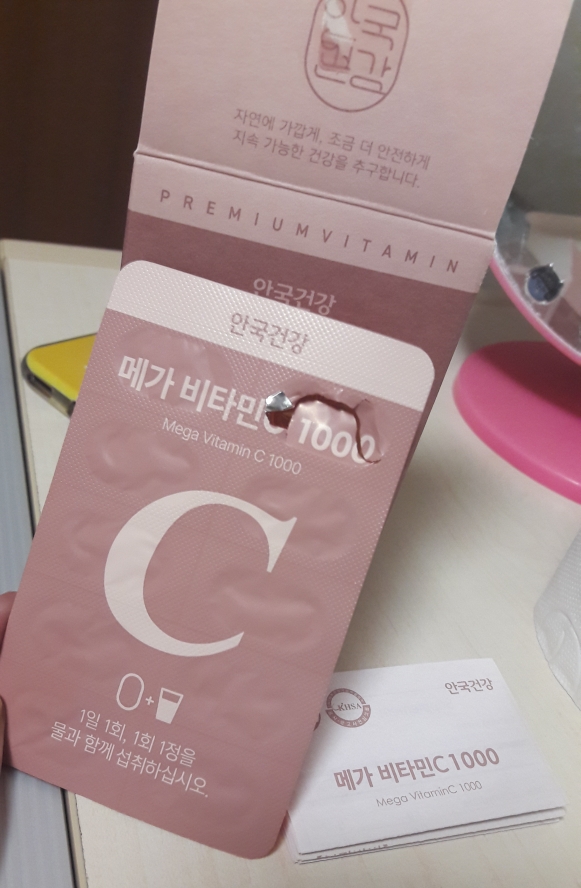 안국
건강
자연에 가깝게, 조금 더 안전하게
지속 가능한 건강을 추구합니다.
PREMIUMVITAMIN
안국건강
안국건강
메가 비타민C 1000
Mega Vitamin C 1000
C
1일 1회, 1회 1정을
물과 함께 섭취하십시오.
안국건강
KHSA
메가 비타민C 1000
Mega VitaminC 1000